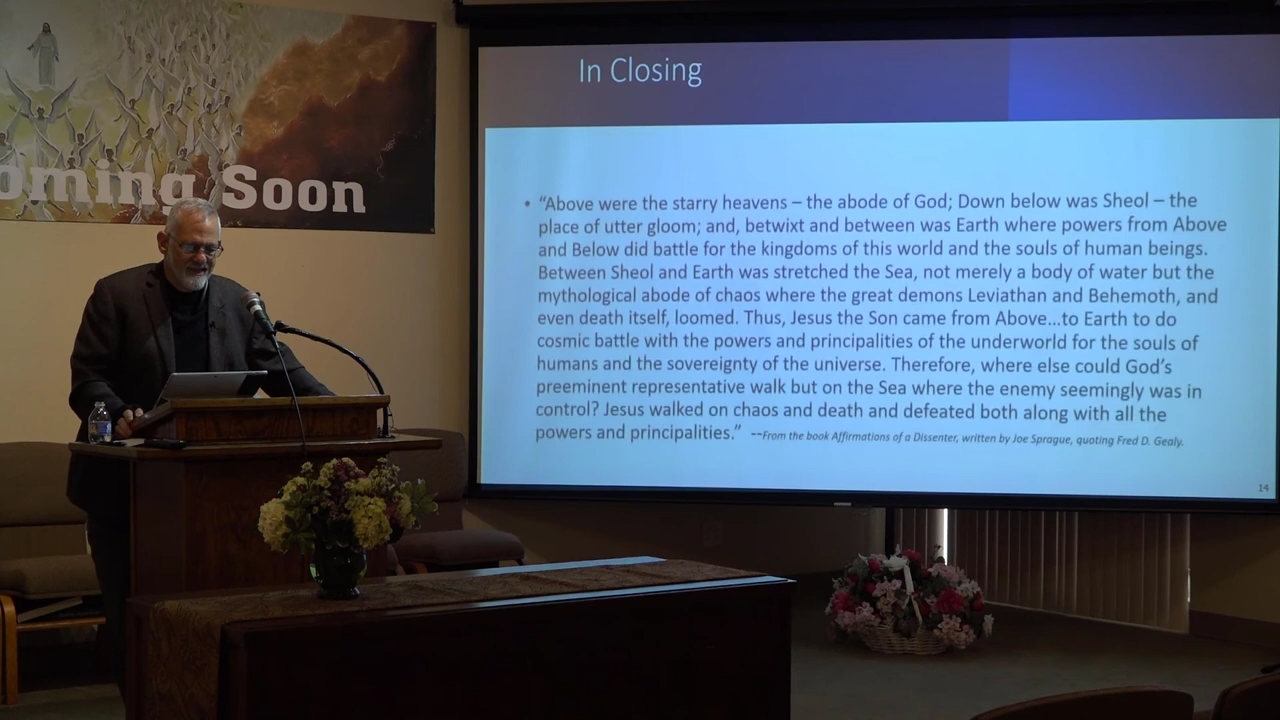 oming Soon
In Closing
• “Above were the starry heavens – the abode of God; Down below was Sheol – the
place of utter gloom; and, betwixt and between was Earth where powers from Above
and Below did battle for the kingdoms of this world and the souls of human beings.
Between Sheol and Earth was stretched the Sea, not merely a body of water but the
mythological abode of chaos where the great demons Leviathan and Behemoth, and
even death itself, loomed. Thus, Jesus the Son came from Above...to Earth to do
cosmic battle with the powers and principalities of the underworld for the souls of
humans and the sovereignty of the universe. Therefore, where else could God’s
preeminent representative walk but on the Sea where the enemy seemingly was in
control? Jesus walked on chaos and death and defeated both along with all the
powers and principalities.” --From the book Affirmations of a Dissenter, written by Joe Sprague, quoting Fred D. Gealy.
14